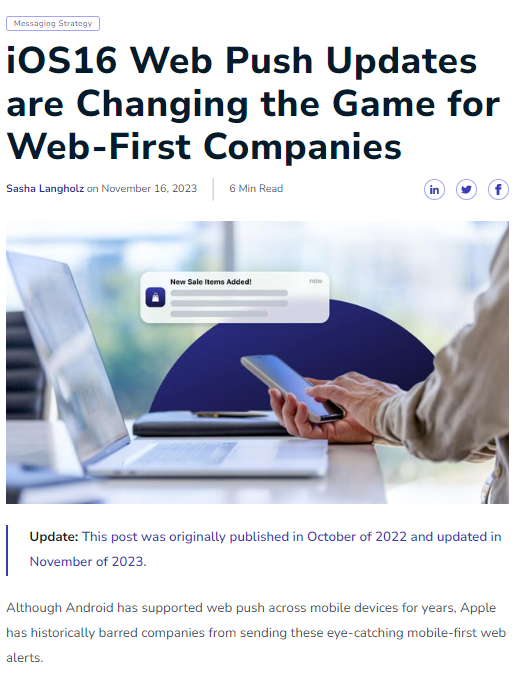 Messaging Strategy
iOS16 Web Push Updates
are Changing the Game for
Web-First Companies
Sasha Langholz on November 16, 2023
6 Min Read
New Sale Items Added!
new
Update: This post was originally published in October of 2022 and updated in
November of 2023.
Although Android has supported web push across mobile devices for years, Apple
has historically barred companies from sending these eye-catching mobile-first web
alerts.